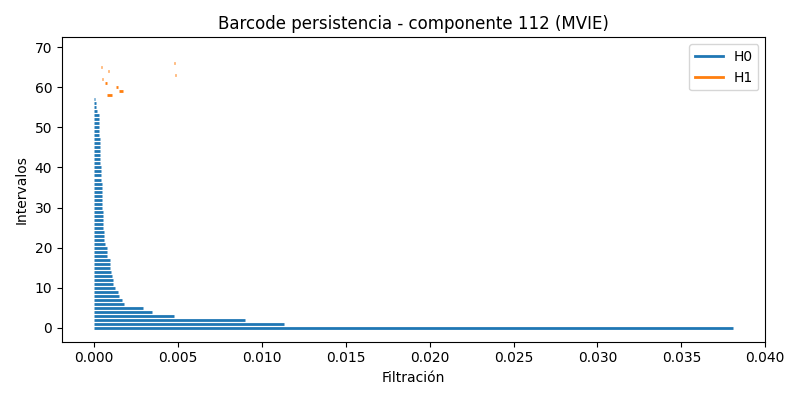 Barcode persistencia - componente 112 (MVIE)
70
60
50
40
30
20
10
0
Intervalos
H0
H1
0.000 0.005 0.010 0.015 0.020 0.025 0.030 0.035 0.040
Filtración